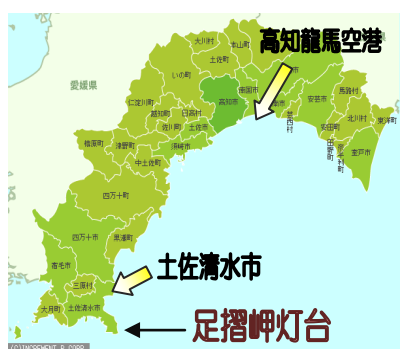 大川村
本山町
高知龍馬空港
土佐町
いの町
愛媛県
南国市
市
馬路村
仁淀川町
日高村
高知市
南市
安芸市
北川村
東洋町
越知町
佐川町
土佐市
芸西村
安田町
田野町
奈半利町
室戸市
梼原町
津野町
須崎市
中土佐町
四万十町
四万十市
黒潮町
土佐清水市
宿毛市
三原村
大月町
土佐清水市
足摺岬灯台
(C)INCREMENT P CORP